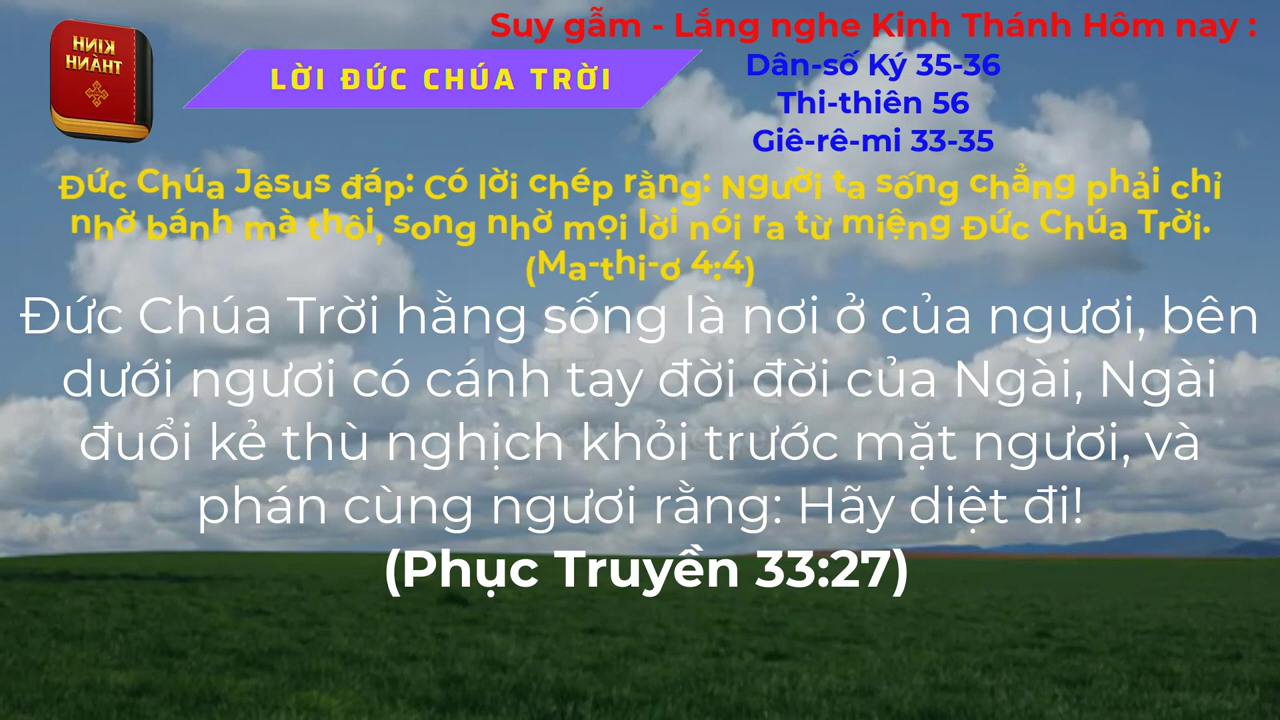 Suy gẫm - Lắng nghe Kinh Thánh Hôm nay :
KINH
THÁNH
LỜI ĐỨC CHÚA TRỜI
Dân-số Ký 35-36
Thi-thiên 56
Giê-rê-mi 33-35
Đức Chúa Jêsus đáp: Có lời chép rằng: Người ta sống chẳng phải chỉ
nhờ bánh mà thôi, song nhờ mọi lời nói ra từ miệng Đức Chúa Trời.
(Ma-thi-ơ 4:4)
Đức Chúa Trời hằng sống là nơi ở của ngươi, bên
dưới ngươi có cánh tay đời đời của Ngài, Ngài
đuổi kẻ thù nghịch khỏi trước mặt ngươi, và
phán cùng ngươi rằng: Hãy diệt đi!
(Phục Truyền 33:27)